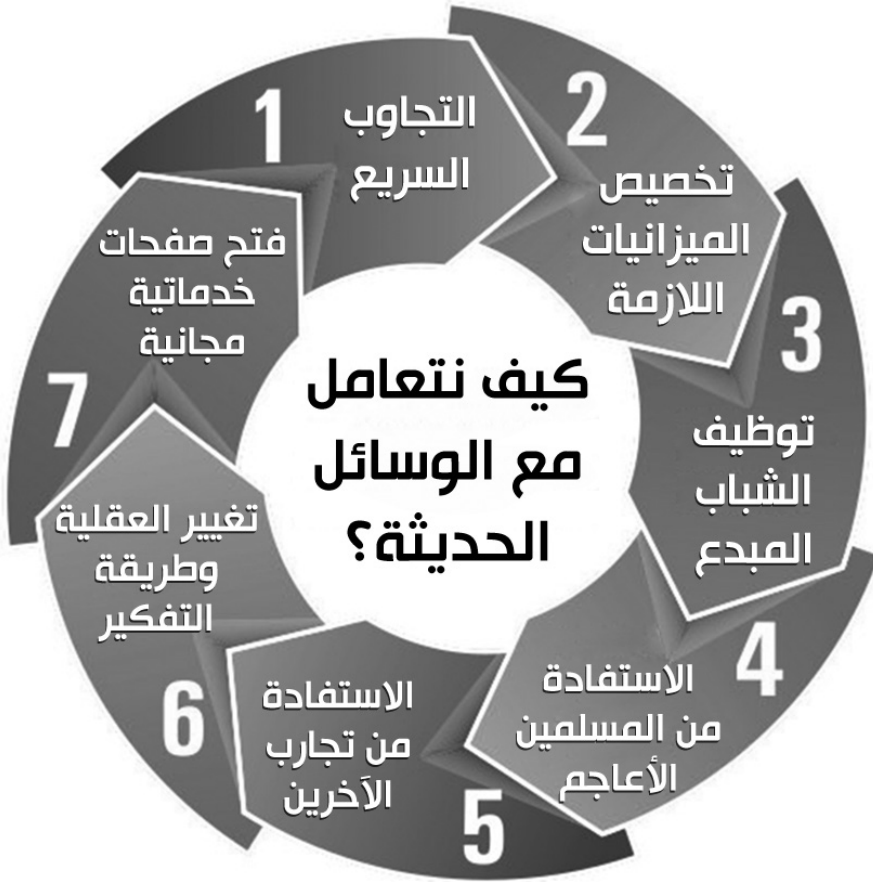 كيف نتعامل
مع الوسائل
الحديثة؟
1
التجاوب
السريع
2
تخصيص
الميزانيات
اللازمة
3
توظيف
الشباب
المبدع
4
الاستفادة
من المسلمين
الأعاجم
5
الاستفادة
من تجارب
الآخرين
6
تغيير العقلية
وطريقة
التفكير
7
فتح صفحات
خدماتية
مجانية